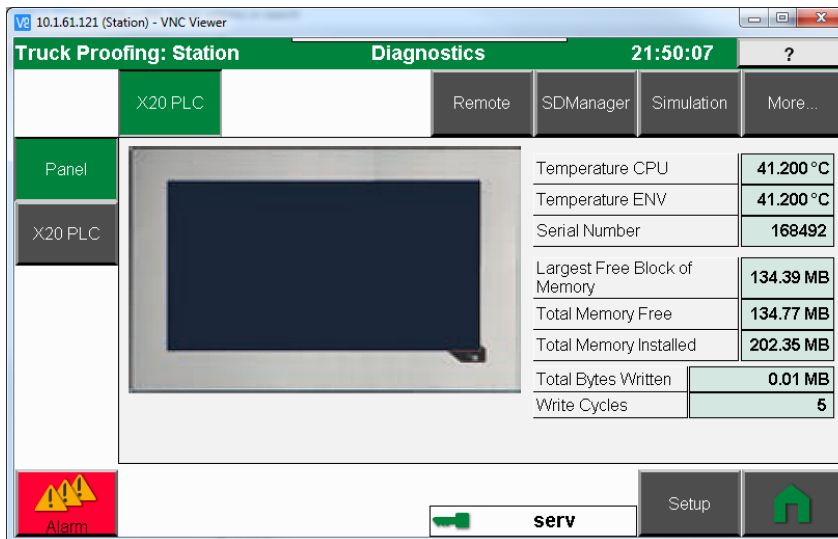 10.1.61.121 (Station) - VNC Viewer
Truck Proofing: Station Diagnostics 21:50:07 ?
X20 PLC Remote SDManager Simulation More...
Panel
X20 PLC
Temperature CPU 41.200 °C
Temperature ENV 41.200 °C
Serial Number 168492
Largest Free Block of
Memory 134.39 MB
Total Memory Free 134.77 MB
Total Memory Installed 202.35 MB
Total Bytes Written 0.01 MB
Write Cycles 5
Alarm serv Setup